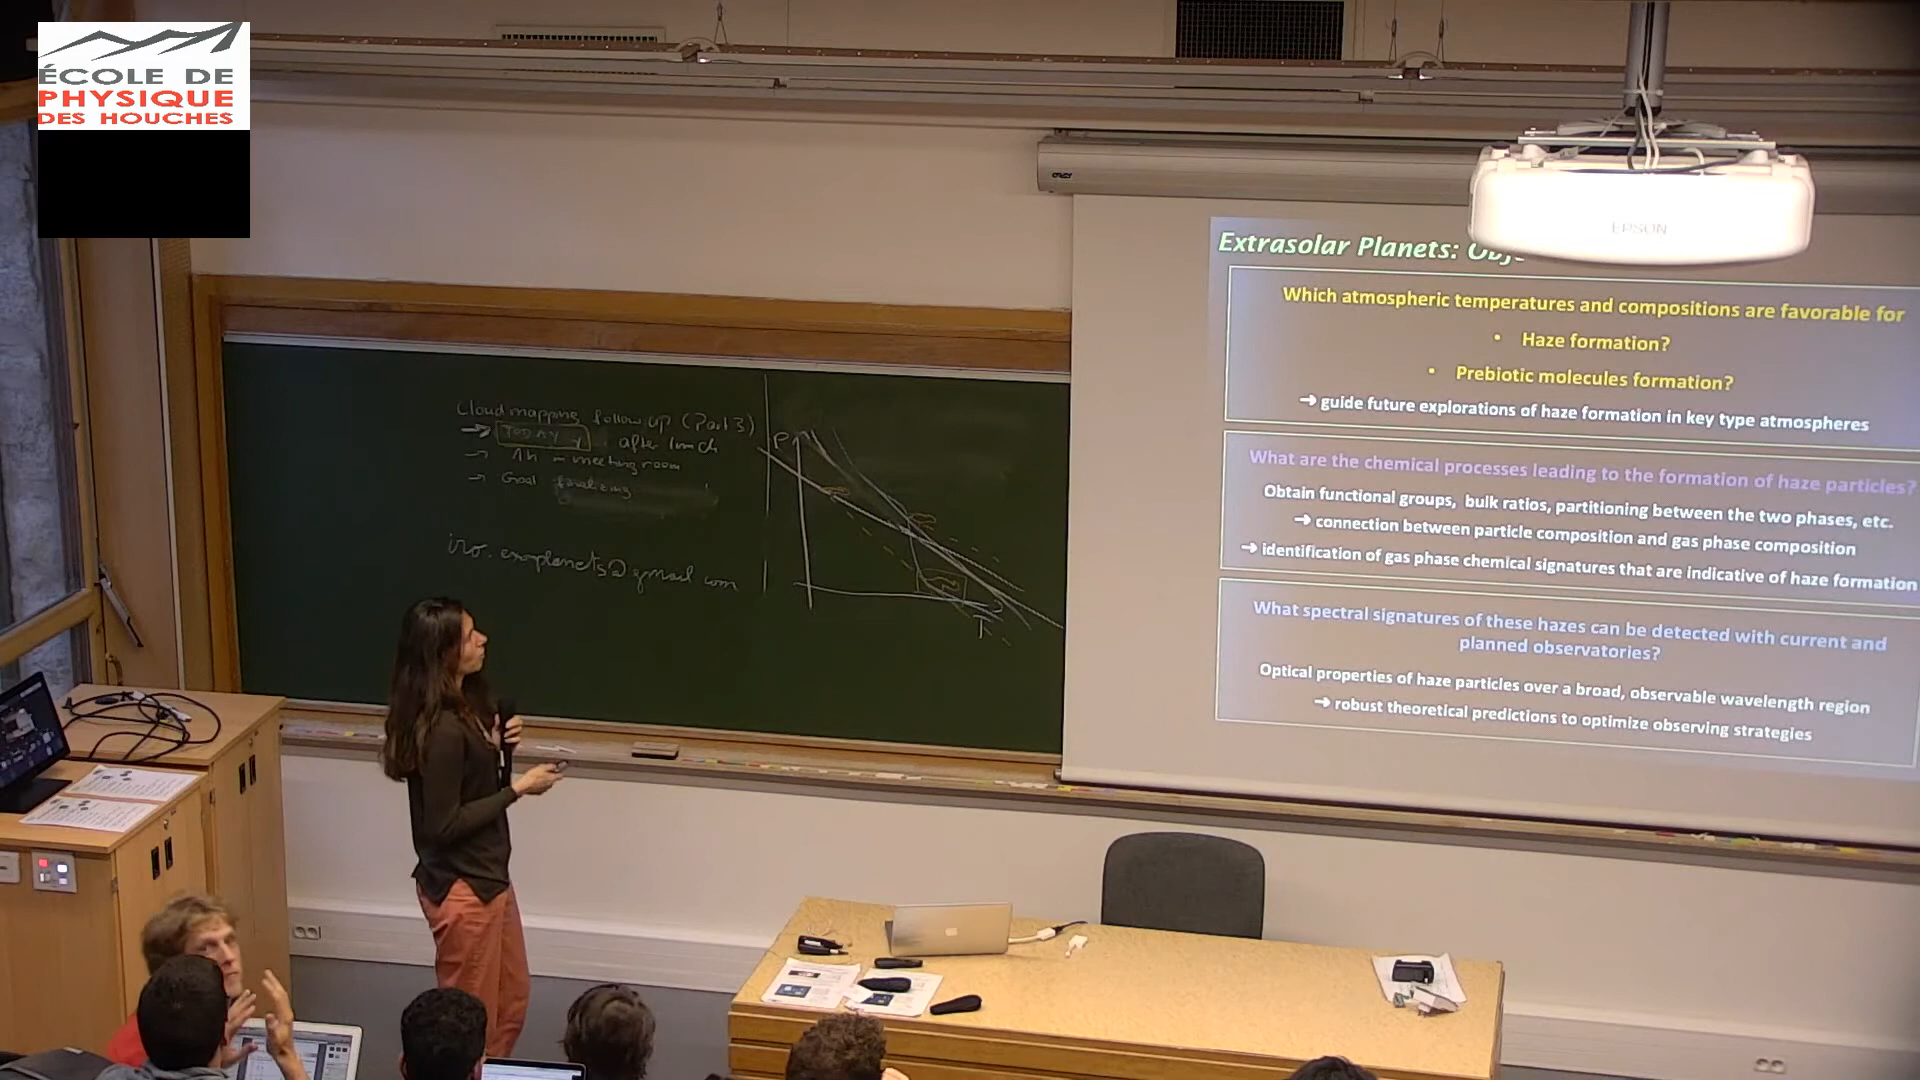 ÉCOLE DE
PHYSIQUE
DES HOUCHES
EPSON
Cloud mapping follow up (Part 3)
→ TODAY after lunch
→ 1h - meeting room
→ Goal finalizing
iro.exoplanets@gmail.com
P
T
Extrasolar Planets:
Which atmospheric temperatures and compositions are favorable for
• Haze formation?
• Prebiotic molecules formation?
→ guide future explorations of haze formation in key type atmospheres
What are the chemical processes leading to the formation of haze particles?
Obtain functional groups, bulk ratios, partitioning between the two phases, etc.
→ connection between particle composition and gas phase composition
→ identification of gas phase chemical signatures that are indicative of haze formation
What spectral signatures of these hazes can be detected with current and
planned observatories?
Optical properties of haze particles over a broad, observable wavelength region
→ robust theoretical predictions to optimize observing strategies